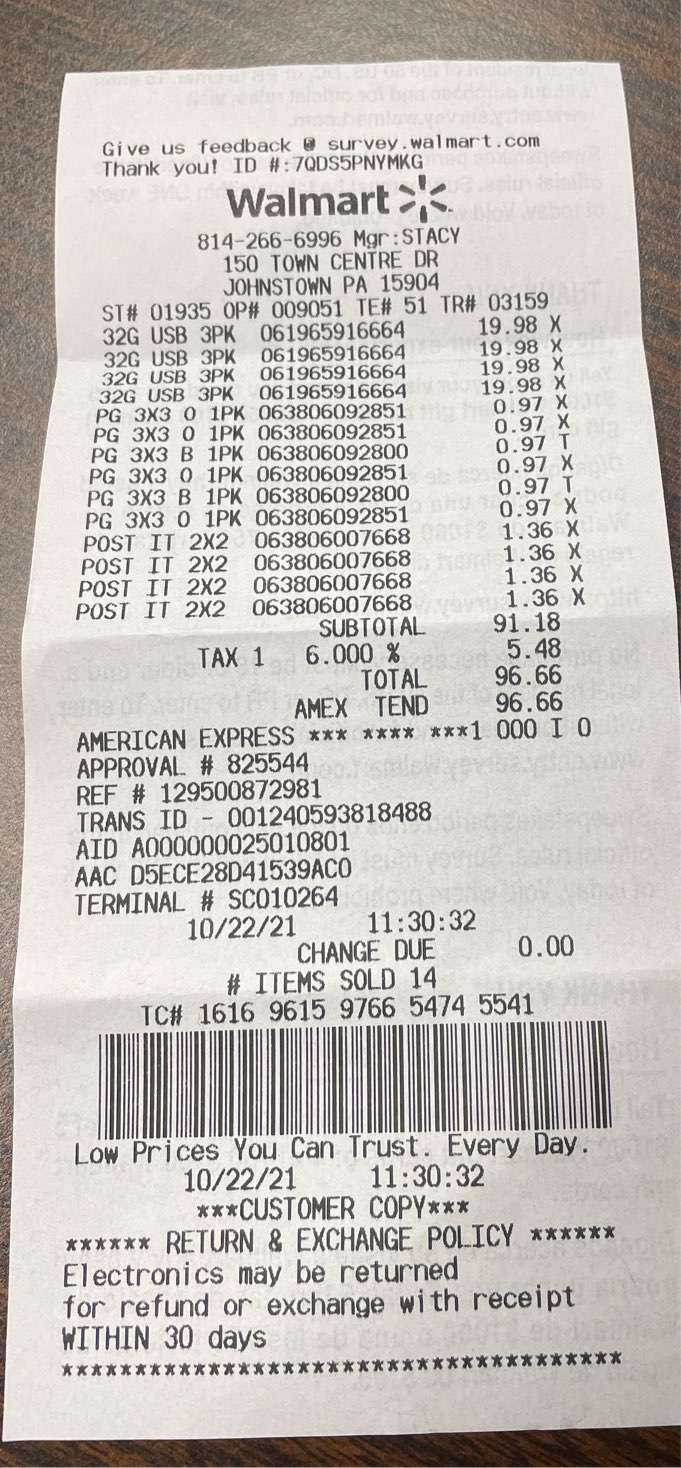 Give us feedback @ survey.walmart.com
Thank you! ID #:7QDS5PNYMKG
Walmart
814-266-6996 Mgr:STACY
150 TOWN CENTRE DR
JOHNSTOWN PA 15904
ST# 01935 OP# 009051 TE# 51 TR# 03159
32G USB 3PK 061965916664 19.98 X
32G USB 3PK 061965916664 19.98 X
32G USB 3PK 061965916664 19.98 X
32G USB 3PK 061965916664 19.98 X
PG 3X3 O 1PK 063806092851 0.97 X
PG 3X3 O 1PK 063806092851 0.97 X
PG 3X3 B 1PK 063806092800 0.97 T
PG 3X3 O 1PK 063806092851 0.97 X
PG 3X3 B 1PK 063806092800 0.97 T
PG 3X3 O 1PK 063806092851 0.97 X
POST IT 2X2 063806007668 1.36 X
POST IT 2X2 063806007668 1.36 X
POST IT 2X2 063806007668 1.36 X
POST IT 2X2 063806007668 1.36 X
SUBTOTAL 91.18
TAX 1 6.000 % 5.48
TOTAL 96.66
AMEX TEND 96.66
AMERICAN EXPRESS *** **** ***1 000 I 0
APPROVAL # 825544
REF # 129500872981
TRANS ID - 001240593818488
AID A000000025010801
AAC D5ECE28D41539AC0
TERMINAL # SC010264
10/22/21 11:30:32
CHANGE DUE 0.00
# ITEMS SOLD 14
TC# 1616 9615 9766 5474 5541
Low Prices You Can Trust. Every Day.
10/22/21 11:30:32
***CUSTOMER COPY***
****** RETURN & EXCHANGE POLICY ******
Electronics may be returned
for refund or exchange with receipt
WITHIN 30 days
***************************************